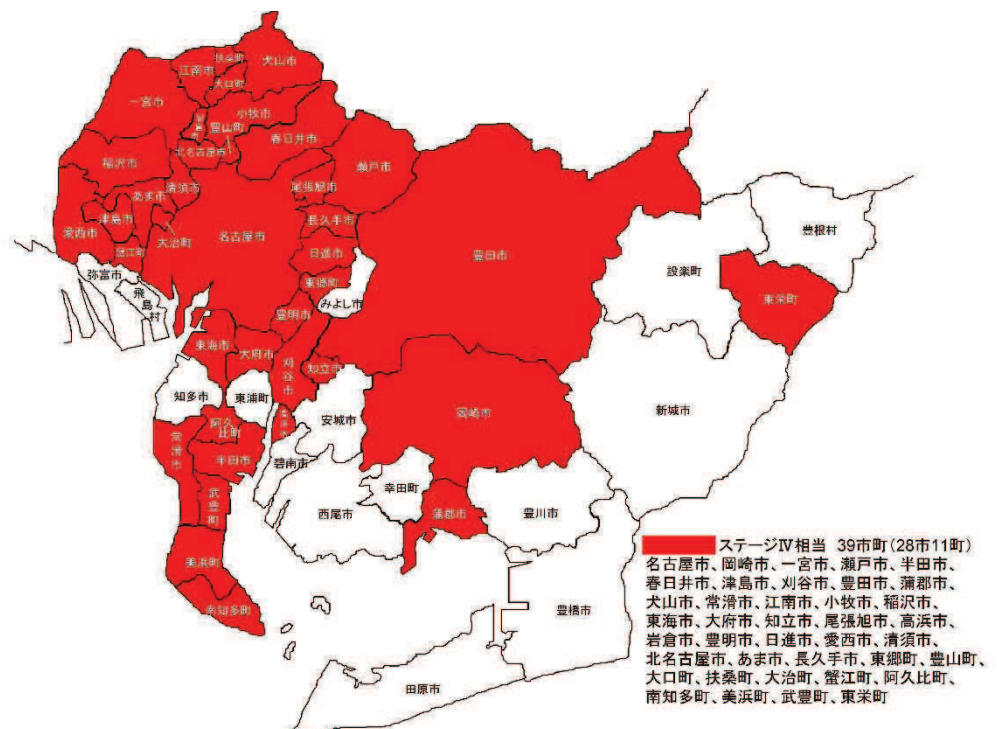 扶桑町
犬山市
江南市
大口町
一宮市
小牧市
豊山町
春日井市
北名古屋市
稲沢市
瀬戸市
清須市
尾張旭市
あま市
津島市
長久手市
愛西市
大治町
名古屋市
豊根村
蟹江町
日進市
豊田市
設楽町
弥富市
東郷町
飛島村
みよし市
東栄町
豊明市
東海市
大府市
刈谷市
知立市
知多市
東浦町
岡崎市
新城市
阿久比町
安城市
常滑市
半田市
碧南市
幸田町
武豊町
西尾市
蒲郡市
豊川市
美浜町
南知多町
豊橋市
田原市
ステージⅣ相当 39市町(28市11町)
名古屋市、岡崎市、一宮市、瀬戸市、半田市、
春日井市、津島市、刈谷市、豊田市、蒲郡市、
犬山市、常滑市、江南市、小牧市、稲沢市、
東海市、大府市、知立市、尾張旭市、高浜市、
岩倉市、豊明市、日進市、愛西市、清須市、
北名古屋市、あま市、長久手市、東郷町、豊山町、
大口町、扶桑町、大治町、蟹江町、阿久比町、
南知多町、美浜町、武豊町、東栄町